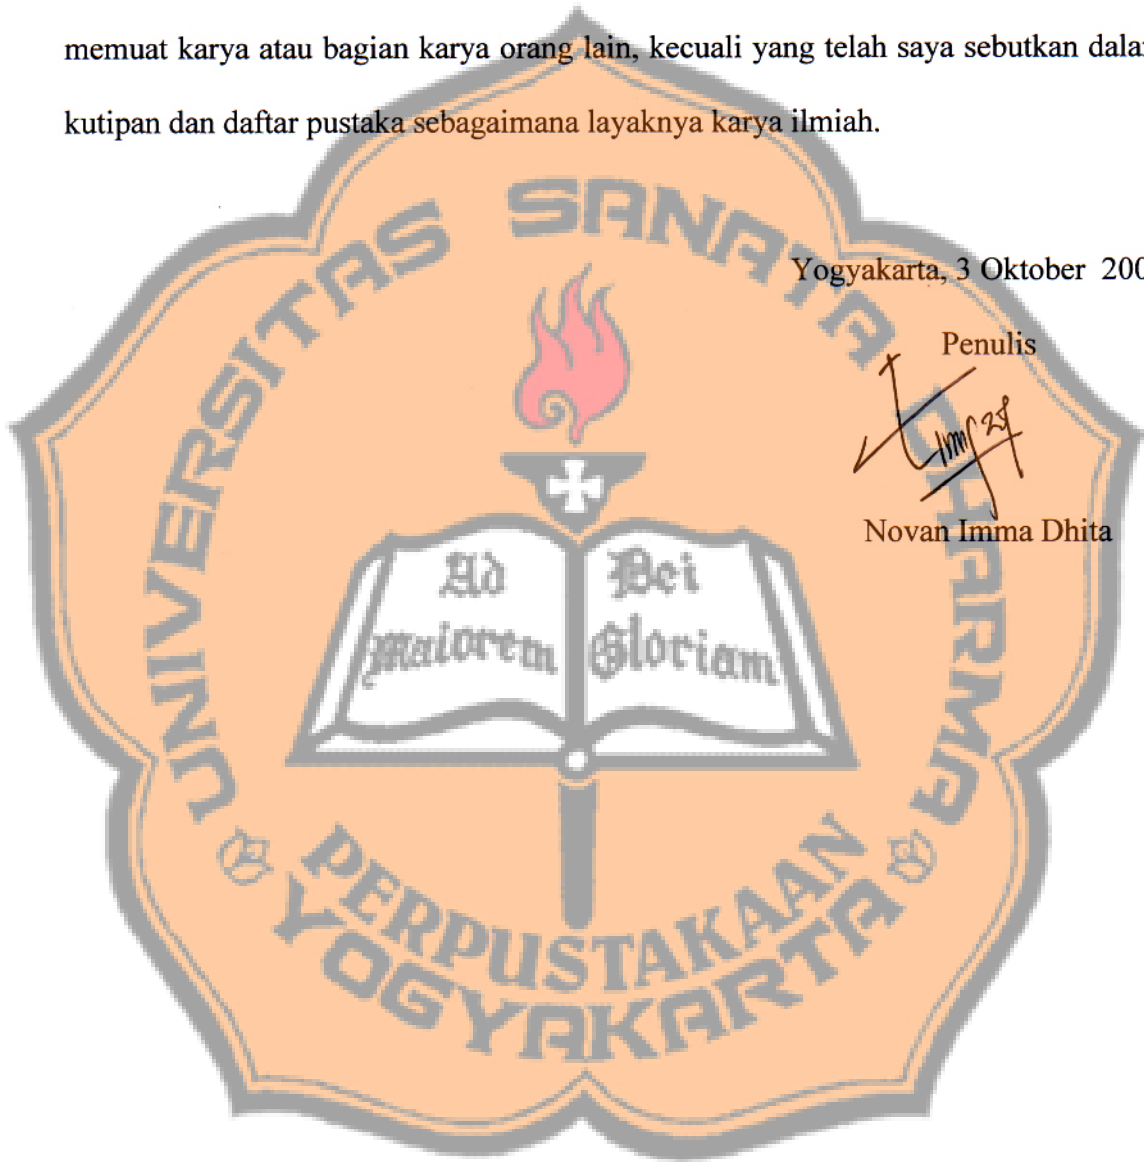 memuat karya atau bagian karya orang lain, kecuali yang telah saya sebutkan dalam
kutipan dan daftar pustaka sebagaimana layaknya karya ilmiah.
UNIVERSITAS SANATA DHARMA
Yogyakarta, 3 Oktober 200
Penulis
Novan Imma Dhita
Ad Dei
maiorem Gloriam
PERPUSTAKAAN
YOGYAKARTA